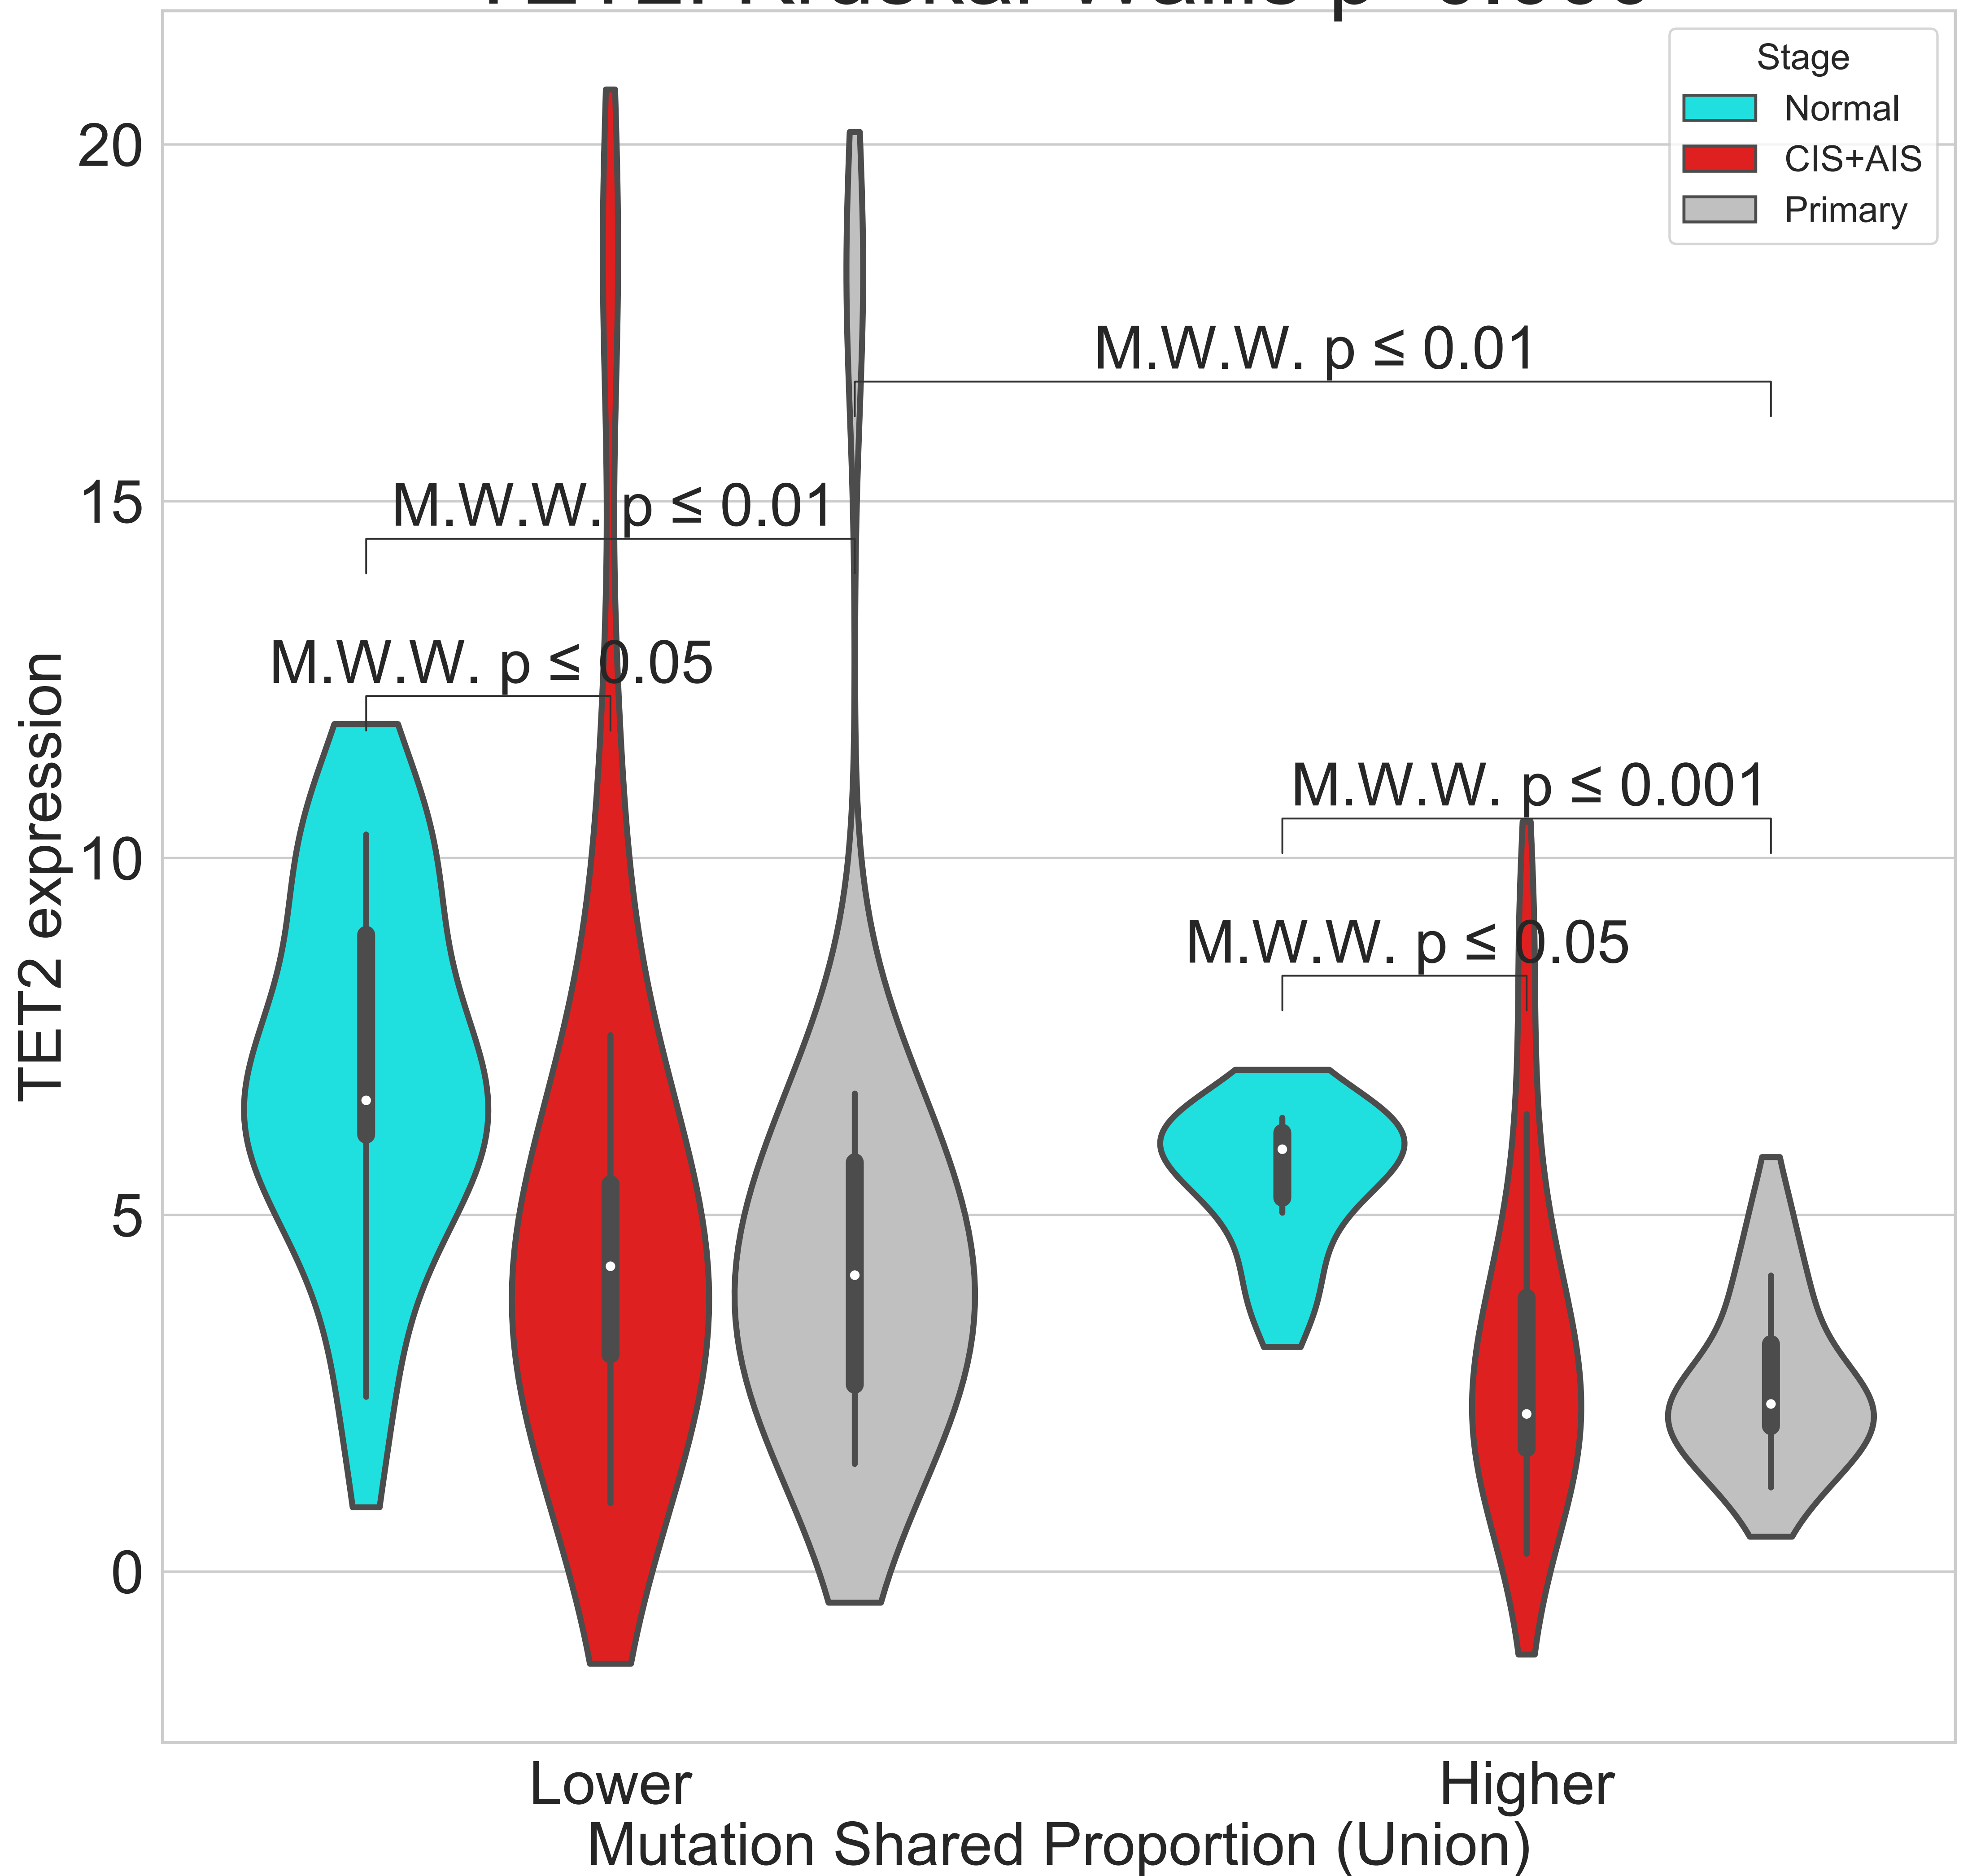 Stage
Normal
CIS+AIS
Primary
20
15
10
5
0
TET2 expression
M.W.W. p ≤ 0.01
M.W.W. p ≤ 0.01
M.W.W. p ≤ 0.05
M.W.W. p ≤ 0.001
M.W.W. p ≤ 0.05
Lower
Higher
Mutation Shared Proportion (Union)